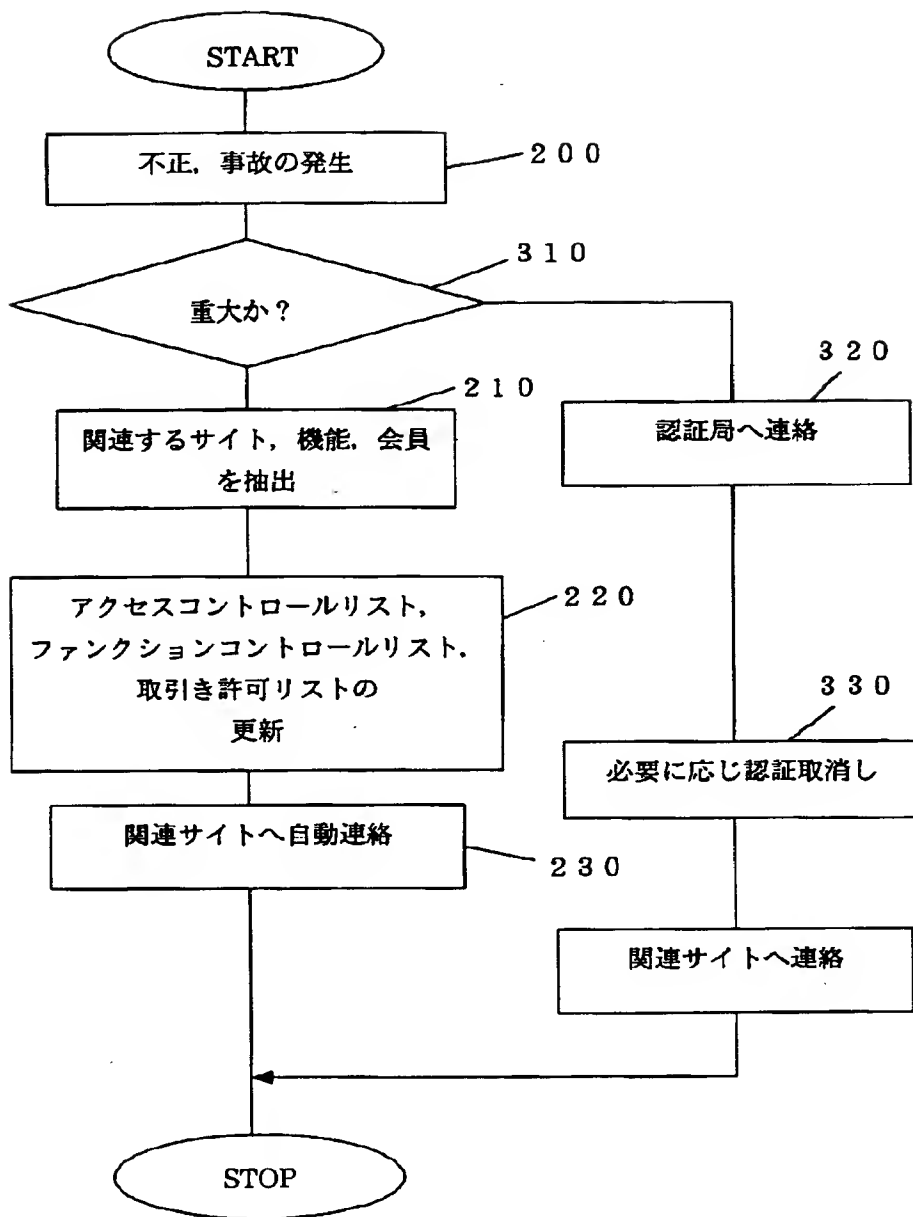 START
不正，事故の発生
２００
３１０
重大か？
２１０
関連するサイト，機能，会員
を抽出
３２０
認証局へ連絡
アクセスコントロールリスト，
ファンクションコントロールリスト，
取引き許可リストの
更新
２２０
３３０
必要に応じ認証取消し
関連サイトへ自動連絡
２３０
関連サイトへ連絡
STOP